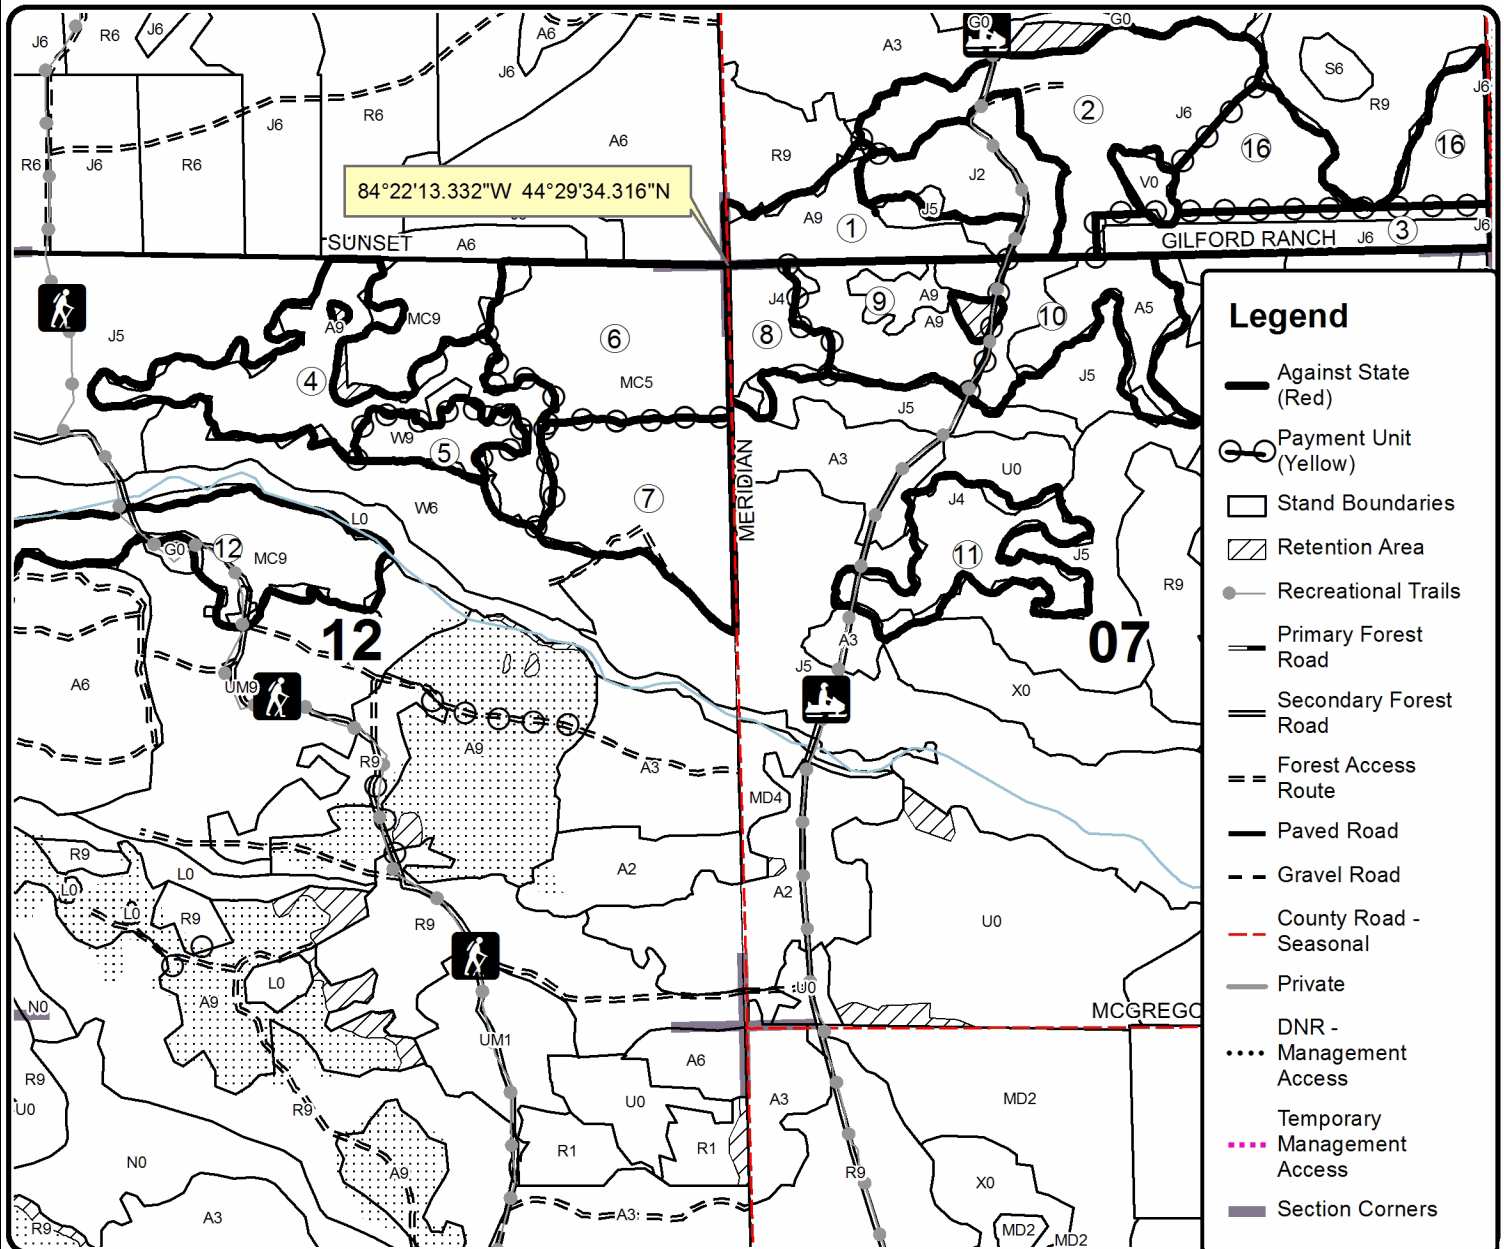 G0
G0
J6
R6
J6
A6
A3
J6
S6
J6
R9
R6
J6
J6
2
J6
16
16
R6
J6
R6
A6
R9
J2
V0
84°22'13.332"W 44°29'34.316"N
A9
1
J5
3
J6
J6
SUNSET
A6
GILFORD RANCH
J5
A9
MC9
6
J4
8
9
A9
A9
10
A5
4
MC5
J5
J5
W9
5
A3
U0
MERIDIAN
W6
L0
7
J4
G0
12
MC9
11
J5
R9
12
A3
07
A6
UM9
J5
X0
A9
R9
A3
MD4
R9
L0
L0
A2
A2
L0
R9
R9
U0
A9
L0
U0
N0
MCGREGO
UM1
A6
R9
U0
R9
U0
A3
MD2
N0
R1
R1
A9
R9
X0
A3
R9
A3
MD2
MD2
Legend
Against State
(Red)
Payment Unit
(Yellow)
Stand Boundaries
Retention Area
Recreational Trails
Primary Forest
Road
Secondary Forest
Road
Forest Access
Route
Paved Road
Gravel Road
County Road -
Seasonal
Private
DNR -
Management
Access
Temporary
Management
Access
Section Corners